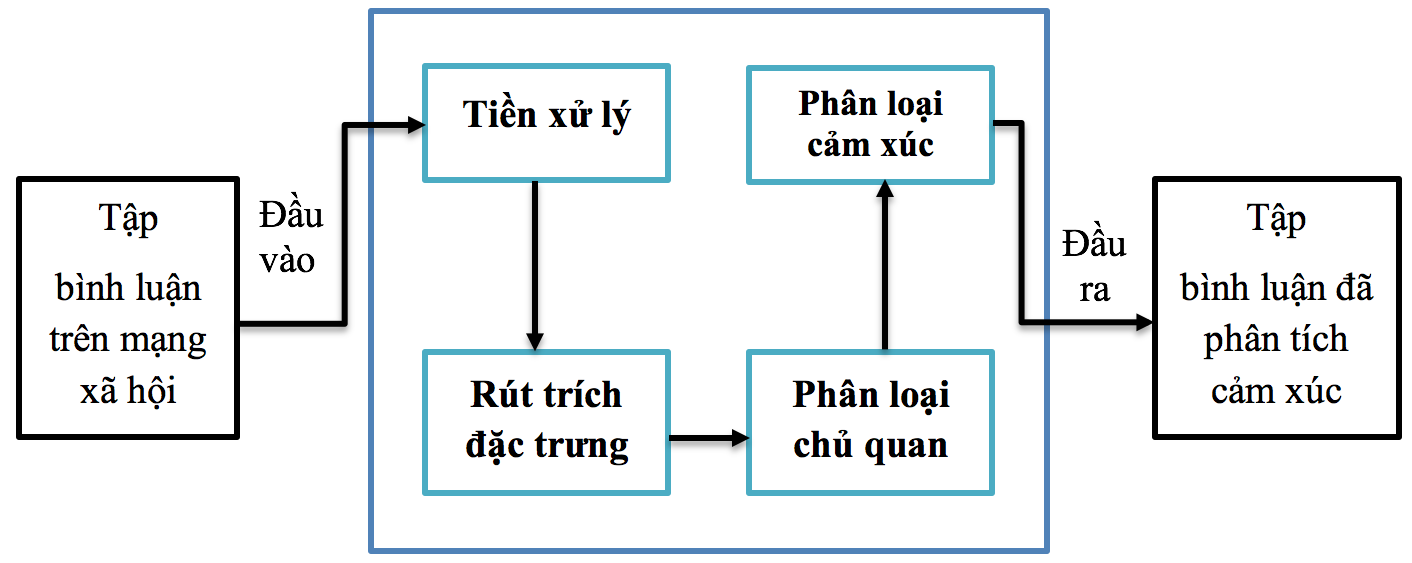 Tập
bình luận
trên mạng
xã hội
Đầu
vào
Tiền xử lý
Rút trích
đặc trưng
Phân loại
chủ quan
Phân loại
cảm xúc
Đầu
ra
Tập
bình luận đã
phân tích
cảm xúc